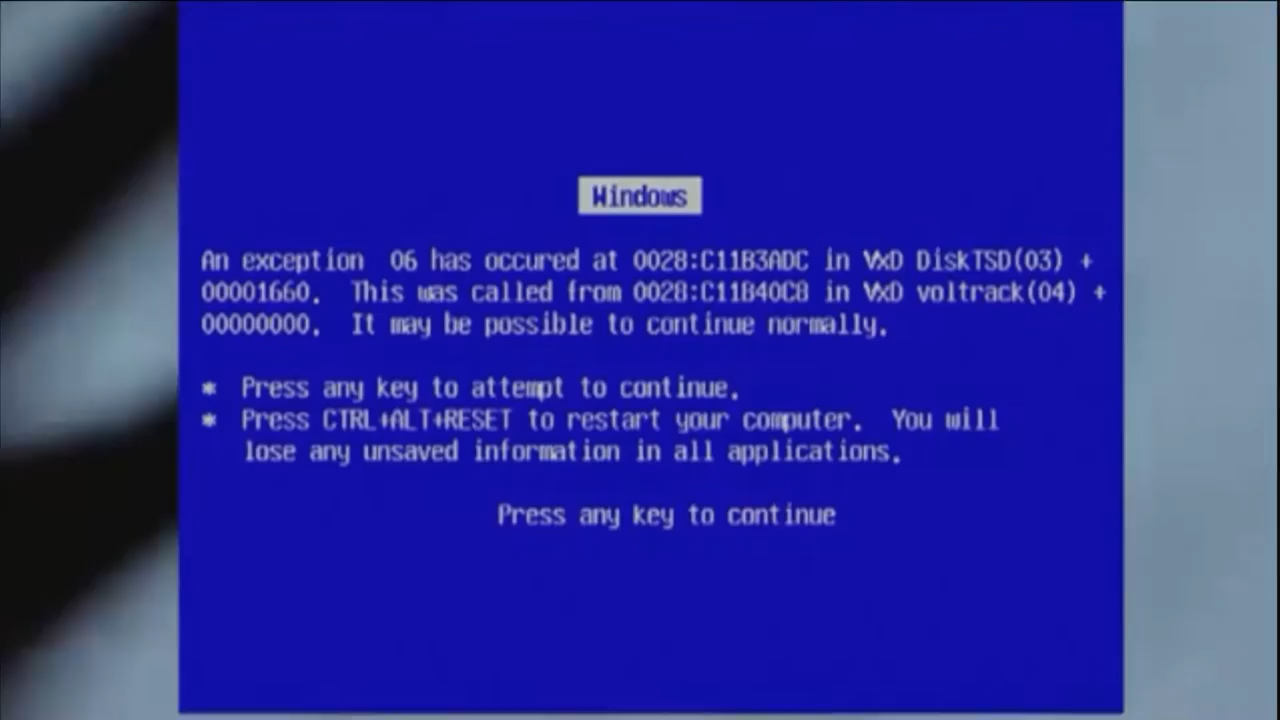 Windows
An exception  06 has occured at 0028:C11B3ADC in VxD DiskTSD(03) +
00001660.  This was called from 0028:C11B40C8 in VxD voltrack(04) +
00000000.  It may be possible to continue normally.
*  Press any key to attempt to continue.
*  Press CTRL+ALT+RESET to restart your computer.  You will
lose any unsaved information in all applications.
Press any key to continue